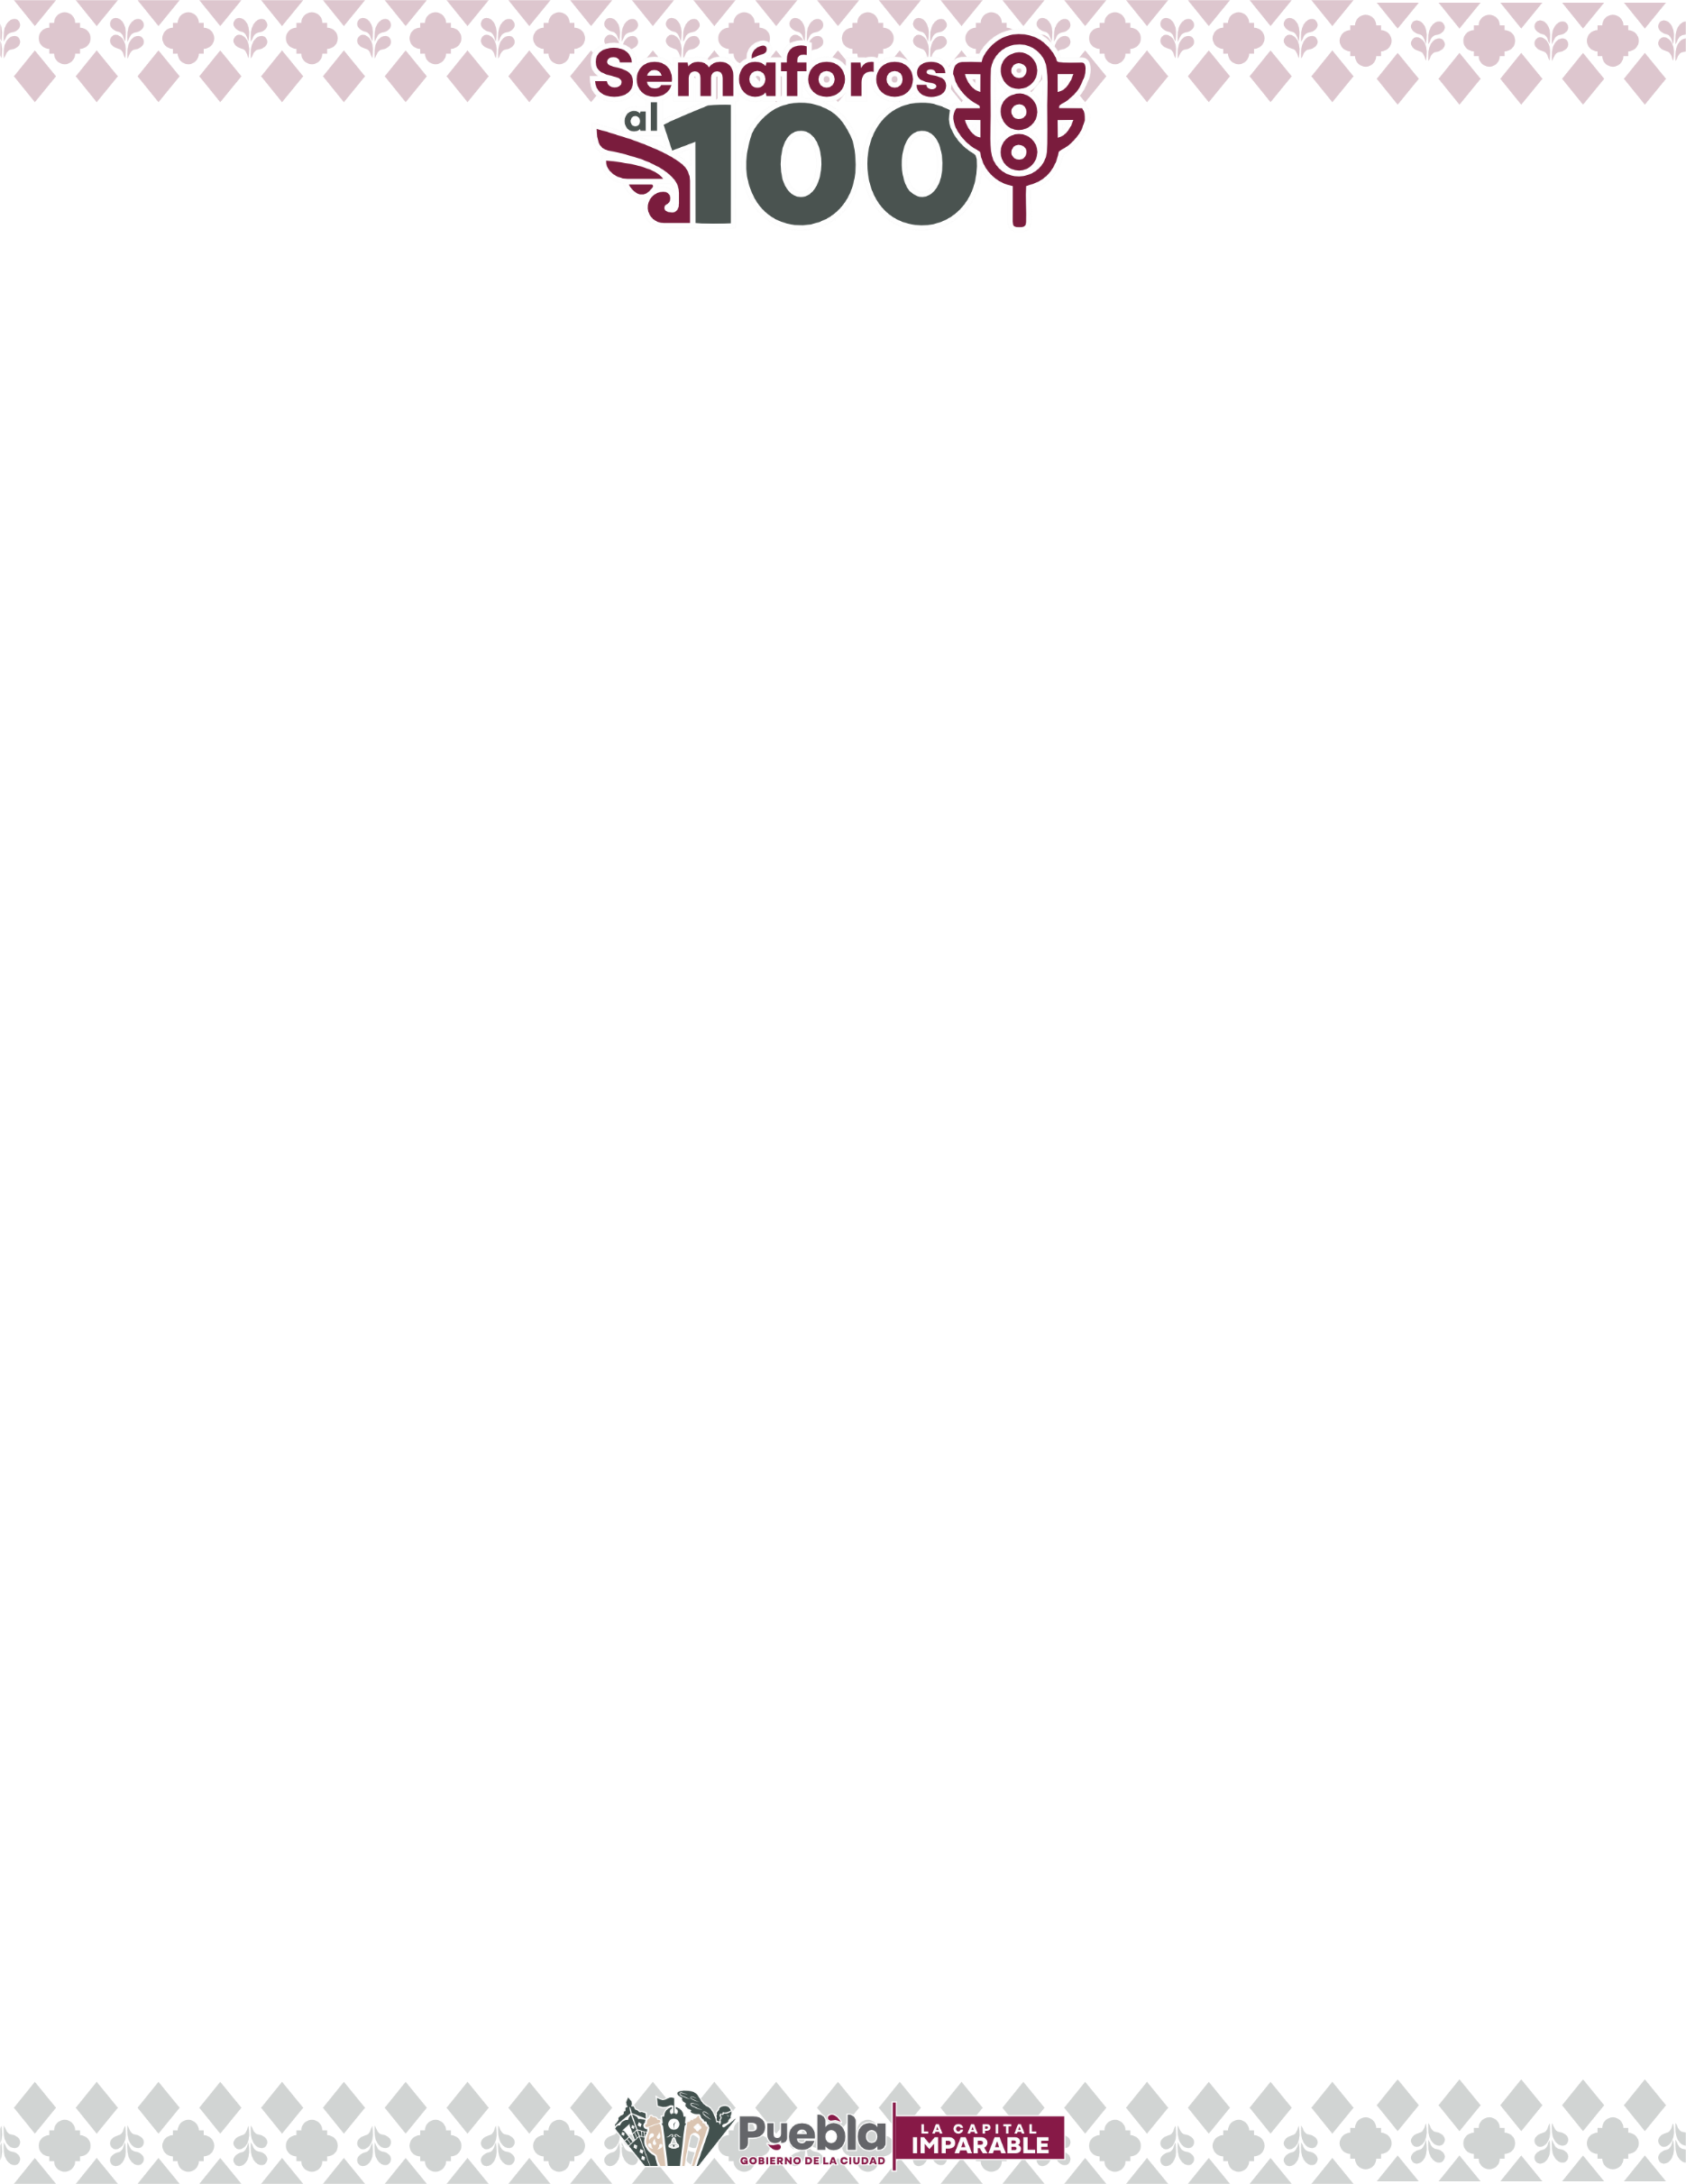 Semáforos
al
100
Puebla
GOBIERNO DE LA CIUDAD
LA CAPITAL
IMPARABLE